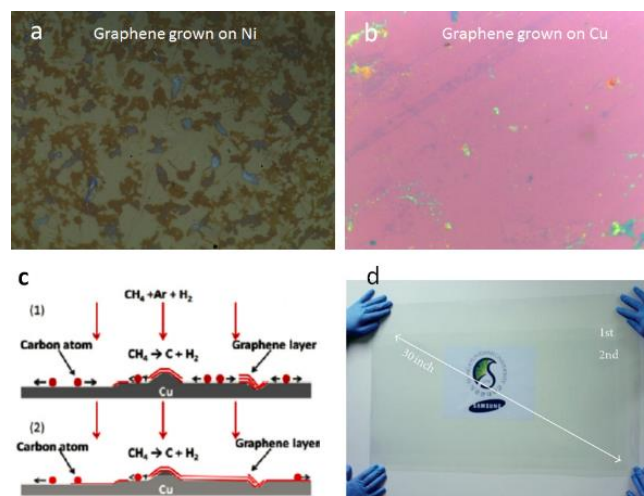 a
Graphene grown on Ni
b
Graphene grown on Cu
c
CH₄ +Ar + H₂
(1)
Carbon atom
CH₄ → C + H₂
Graphene layer
Cu
(2)
Carbon atom
CH₄ → C + H₂
Graphene layer
Cu
d
1st
2nd
30 inch
SAMSUNG